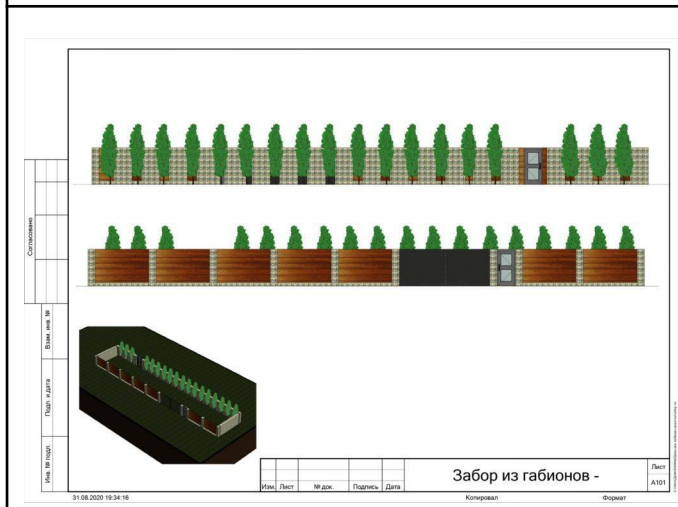 Согласовано
Взам. инв. №
Подп. и дата
Инв. № подл.
Изм. Лист № док. Подпись Дата
Забор из габионов -
Лист
A101
31.08.2020 19:34:16
Копировал
Формат